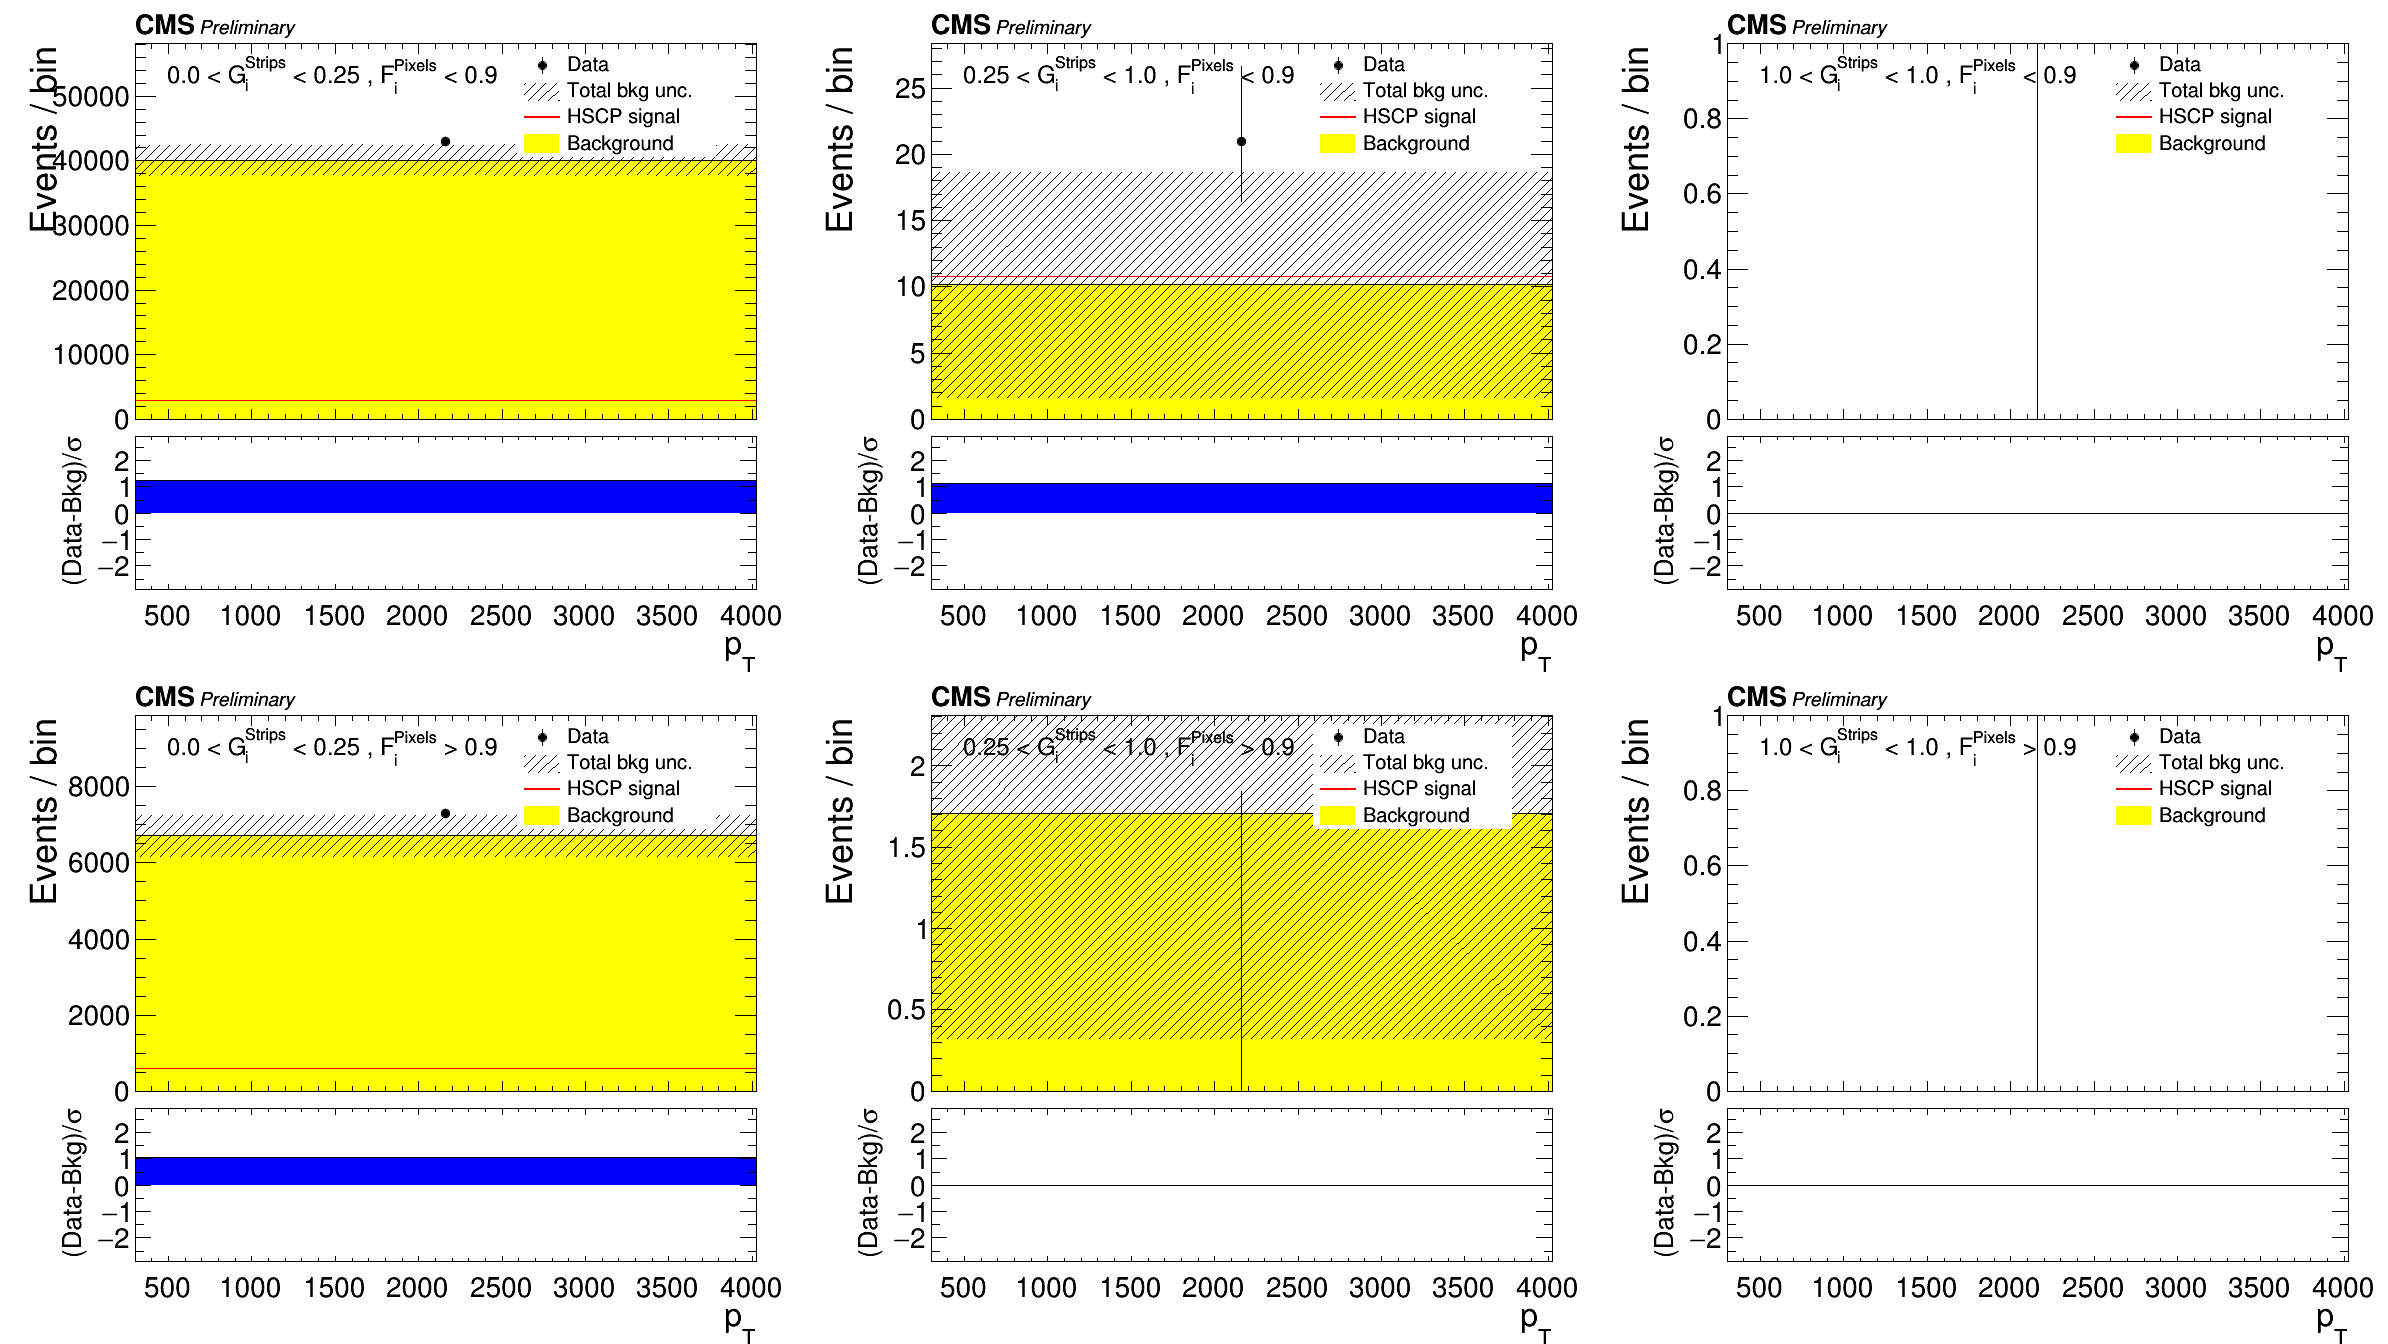 CMS Preliminary
Events / bin
0.0 < G_i^Strips < 0.25 , F_i^Pixels < 0.9
Data
Total bkg unc.
HSCP signal
Background
50000
40000
30000
20000
10000
0
(Data-Bkg)/σ
2
1
0
−1
−2
500 1000 1500 2000 2500 3000 3500 4000
p_T
CMS Preliminary
Events / bin
0.25 < G_i^Strips < 1.0 , F_i^Pixels < 0.9
Data
Total bkg unc.
HSCP signal
Background
25
20
15
10
5
0
(Data-Bkg)/σ
2
1
0
−1
−2
500 1000 1500 2000 2500 3000 3500 4000
p_T
CMS Preliminary
Events / bin
1.0 < G_i^Strips < 1.0 , F_i^Pixels < 0.9
Data
Total bkg unc.
HSCP signal
Background
1
0.8
0.6
0.4
0.2
0
(Data-Bkg)/σ
2
1
0
−1
−2
500 1000 1500 2000 2500 3000 3500 4000
p_T
CMS Preliminary
Events / bin
0.0 < G_i^Strips < 0.25 , F_i^Pixels > 0.9
Data
Total bkg unc.
HSCP signal
Background
8000
6000
4000
2000
0
(Data-Bkg)/σ
2
1
0
−1
−2
500 1000 1500 2000 2500 3000 3500 4000
p_T
CMS Preliminary
Events / bin
0.25 < G_i^Strips < 1.0 , F_i^Pixels > 0.9
Data
Total bkg unc.
HSCP signal
Background
2
1.5
1
0.5
0
(Data-Bkg)/σ
2
1
0
−1
−2
500 1000 1500 2000 2500 3000 3500 4000
p_T
CMS Preliminary
Events / bin
1.0 < G_i^Strips < 1.0 , F_i^Pixels > 0.9
Data
Total bkg unc.
HSCP signal
Background
1
0.8
0.6
0.4
0.2
0
(Data-Bkg)/σ
2
1
0
−1
−2
500 1000 1500 2000 2500 3000 3500 4000
p_T